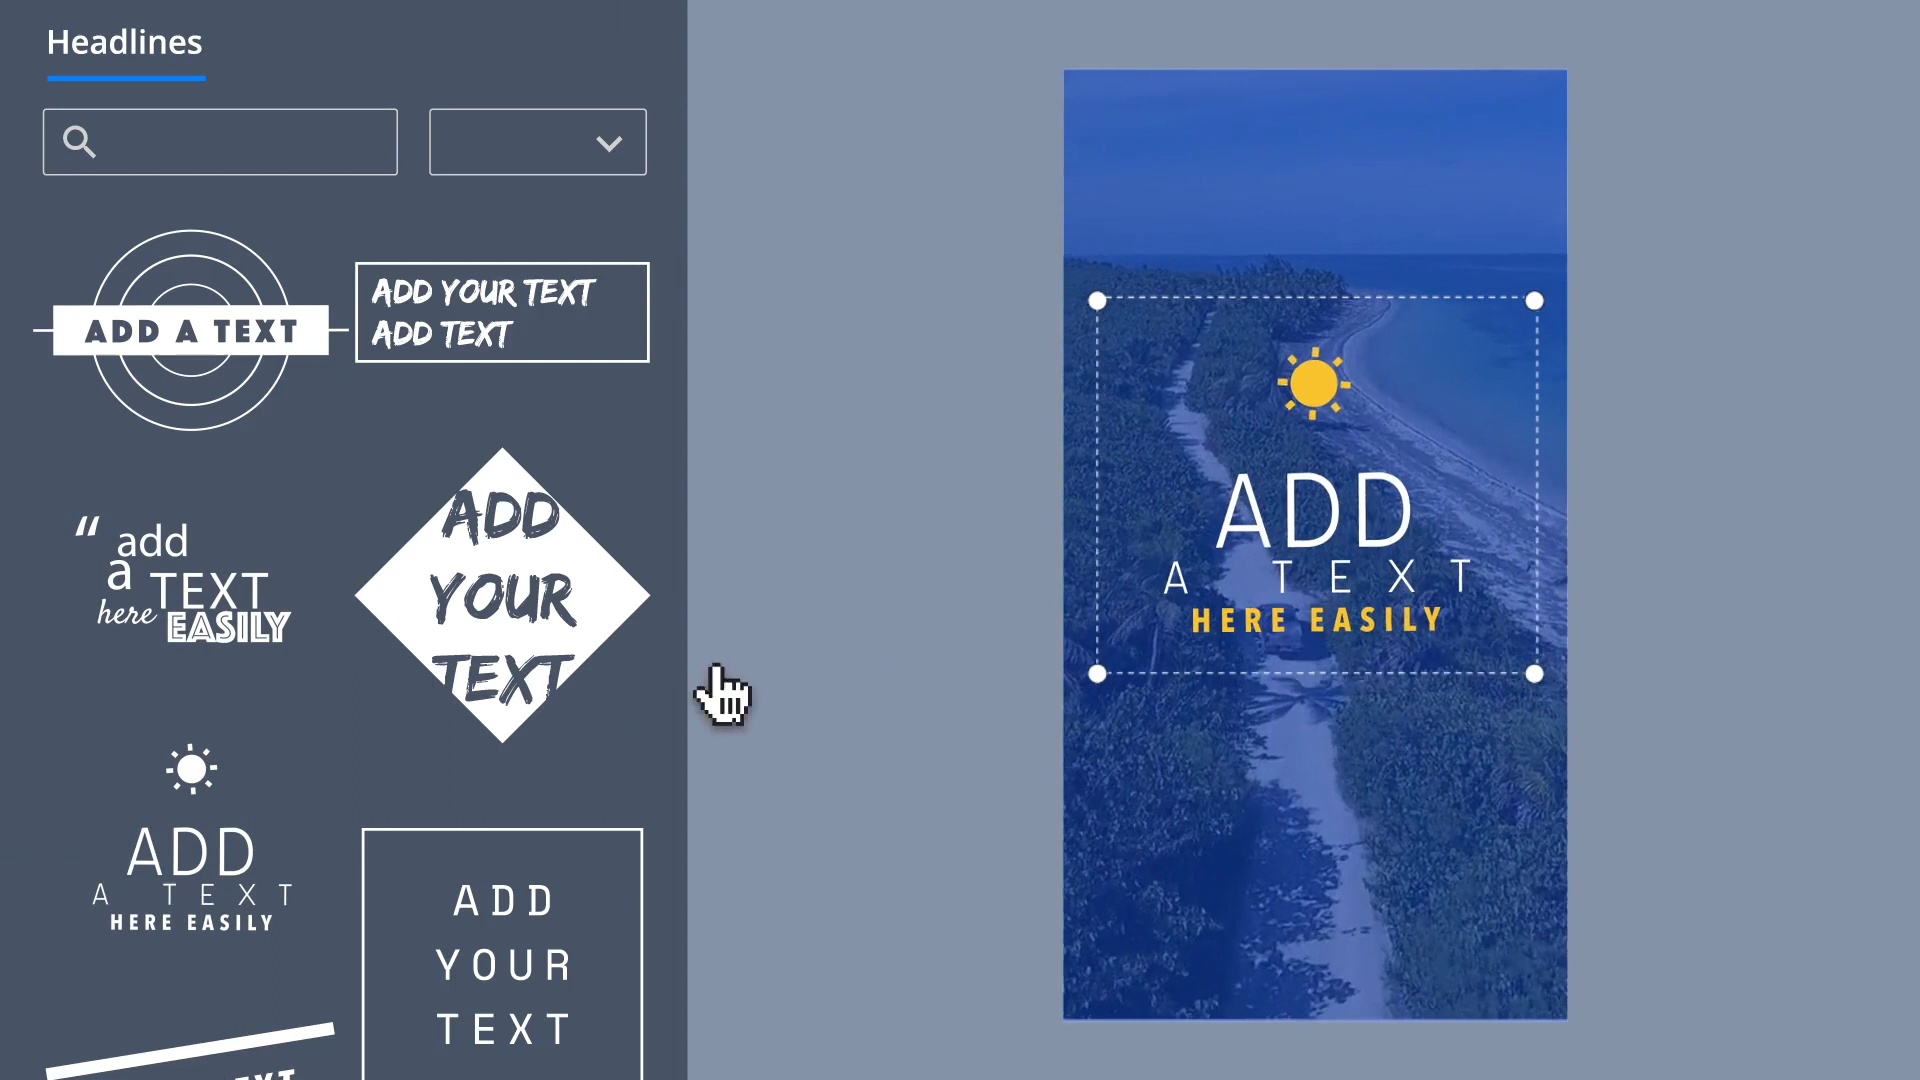 Headlines
ADD A TEXT
ADD YOUR TEXT
ADD TEXT
“ add
a TEXT
here EASILY
ADD
YOUR
TEXT
ADD
A TEXT
HERE EASILY
ADD
YOUR
TEXT
ADD
A TEXT
HERE EASILY